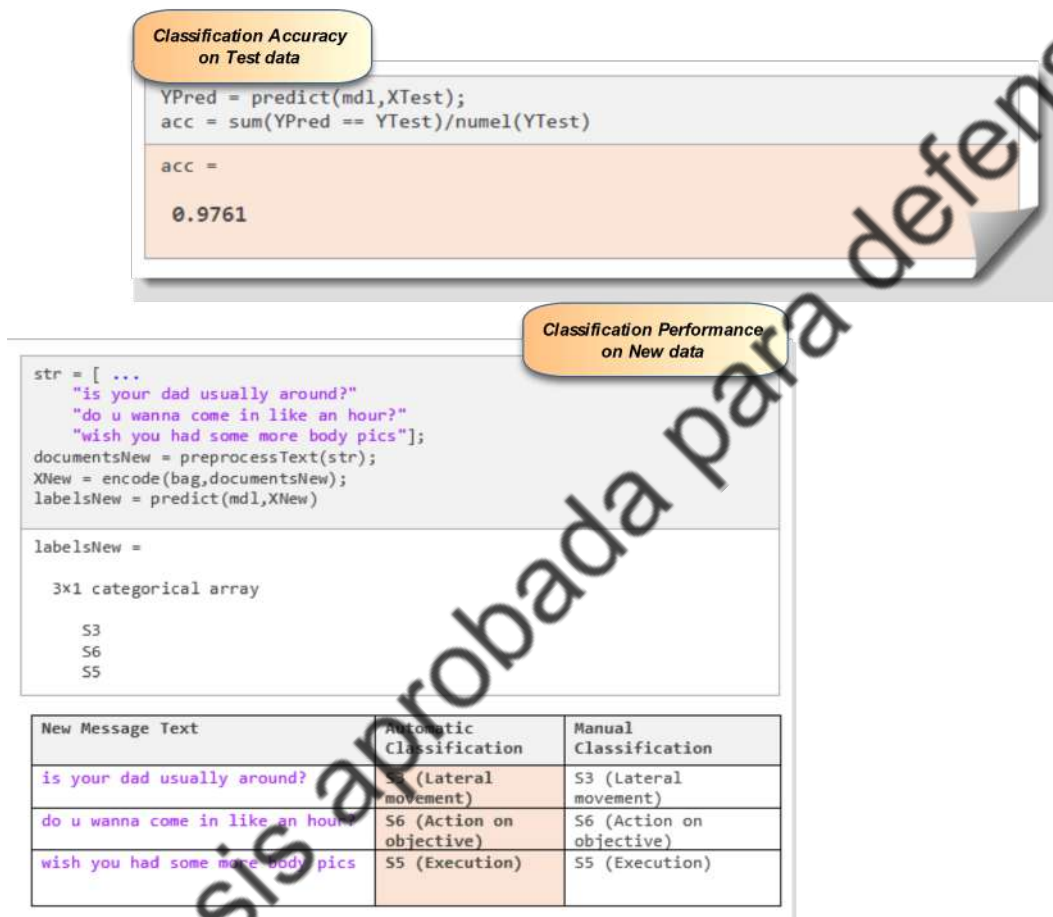 Classification Accuracy
on Test data
YPred = predict(mdl,XTest);
acc = sum(YPred == YTest)/numel(YTest)
acc =
0.9761
Classification Performance
on New data
str = [ ...
"is your dad usually around?"
"do u wanna come in like an hour?"
"wish you had some more body pics"];
documentsNew = preprocessText(str);
XNew = encode(bag,documentsNew);
labelsNew = predict(mdl,XNew)
labelsNew =
3×1 categorical array
S3
S6
S5
New Message Text Automatic Classification Manual Classification
is your dad usually around? S3 (Lateral movement) S3 (Lateral movement)
do u wanna come in like an hour? S6 (Action on objective) S6 (Action on objective)
wish you had some more body pics S5 (Execution) S5 (Execution)
sis aprobada para defens